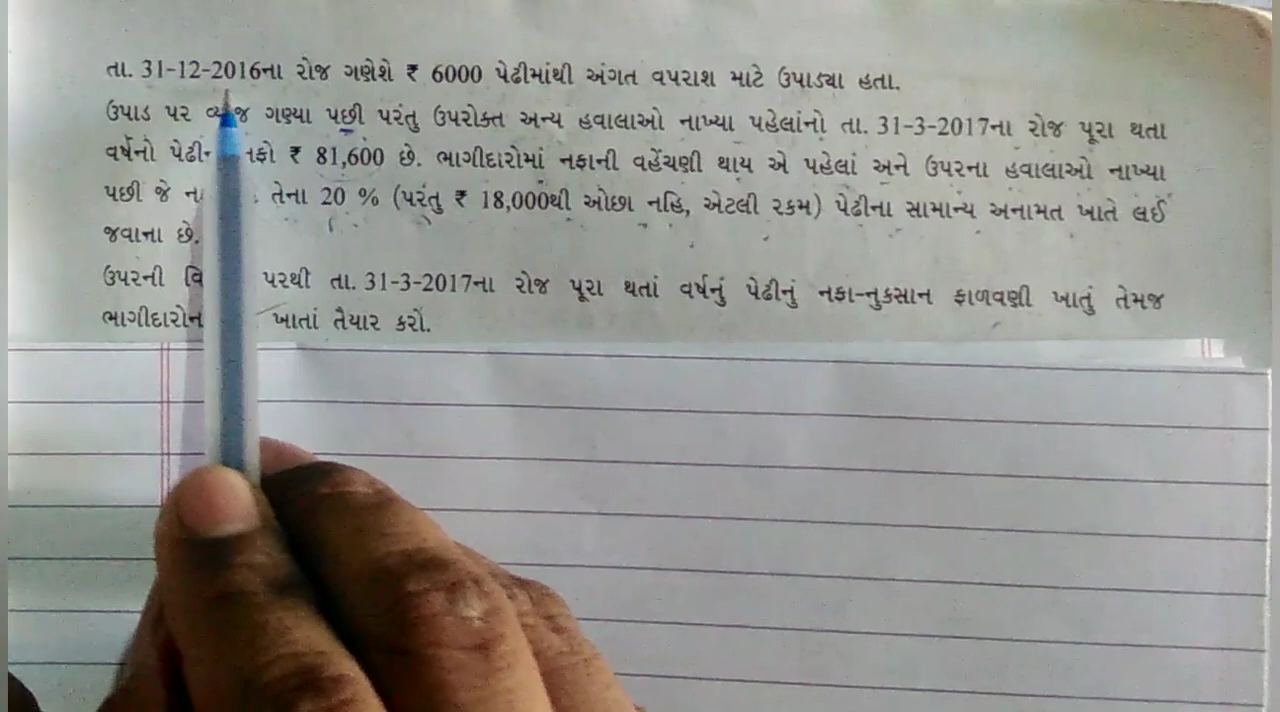 તા. 31-12-2016ના રોજ ગણેશે ₹ 6000 પેઢીમાંથી અંગત વપરાશ માટે ઉપાડ્યા હતા.
ઉપાડ પર વ્યાજ ગણ્યા પછી પરંતુ ઉપરોક્ત અન્ય હવાલાઓ નાખ્યા પહેલાંનો તા. 31-3-2017ના રોજ પૂરા થતા
વર્ષનો નફો ₹ 81,600 છે. ભાગીદારોમાં નફાની વહેંચણી થાય એ પહેલાં અને ઉપરના હવાલાઓ નાખ્યા
પછી જે તેના 20 % (પરંતુ ₹ 18,000થી ઓછા નહિ, એટલી રકમ) પેઢીના સામાન્ય અનામત ખાતે લઈ
જવાના છે.
ઉપરની પરથી તા. 31-3-2017ના રોજ પૂરા થતાં વર્ષનું પેઢીનું નફા-નુકસાન ફાળવણી ખાતું તેમજ
ખાતાં તૈયાર કરો.